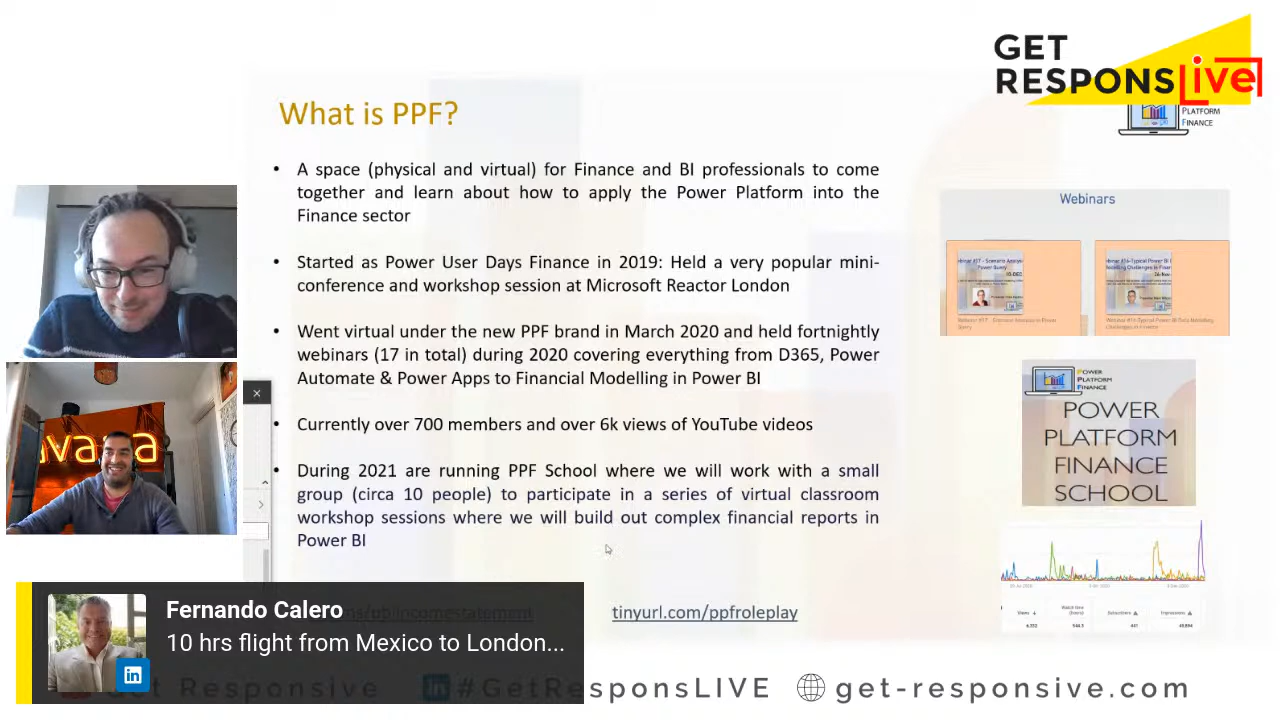 GET
RESPONSLive
PLATFORM
FINANCE
What is PPF?
• A space (physical and virtual) for Finance and BI professionals to come
together and learn about how to apply the Power Platform into the
Finance sector
• Started as Power User Days Finance in 2019: Held a very popular mini-
conference and workshop session at Microsoft Reactor London
• Went virtual under the new PPF brand in March 2020 and held fortnightly
webinars (17 in total) during 2020 covering everything from D365, Power
Automate & Power Apps to Financial Modelling in Power BI
• Currently over 700 members and over 6k views of YouTube videos
• During 2021 are running PPF School where we will work with a small
group (circa 10 people) to participate in a series of virtual classroom
workshop sessions where we will build out complex financial reports in
Power BI
tinyurl.com/ppfroleplay
Webinars
POWER
PLATFORM
FINANCE
POWER
PLATFORM
FINANCE
SCHOOL
Fernando Calero
10 hrs flight from Mexico to London...
in
#GetResponsLIVE
get-responsive.com